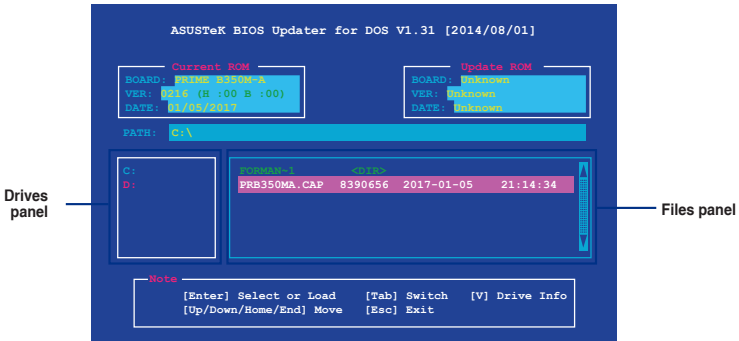 ASUSTeK BIOS Updater for DOS V1.31 [2014/08/01]
Current ROM
BOARD: PRIME B350M-A
VER: 0216 (H :00 B :00)
DATE: 01/05/2017
Update ROM
BOARD: Unknown
VER: Unknown
DATE: Unknown
PATH: C:\
C:
D:
FORMAN~1 <DIR>
PRB350MA.CAP 8390656 2017-01-05 21:14:34
Drives panel
Files panel
Note
[Enter] Select or Load [Tab] Switch [V] Drive Info
[Up/Down/Home/End] Move [Esc] Exit